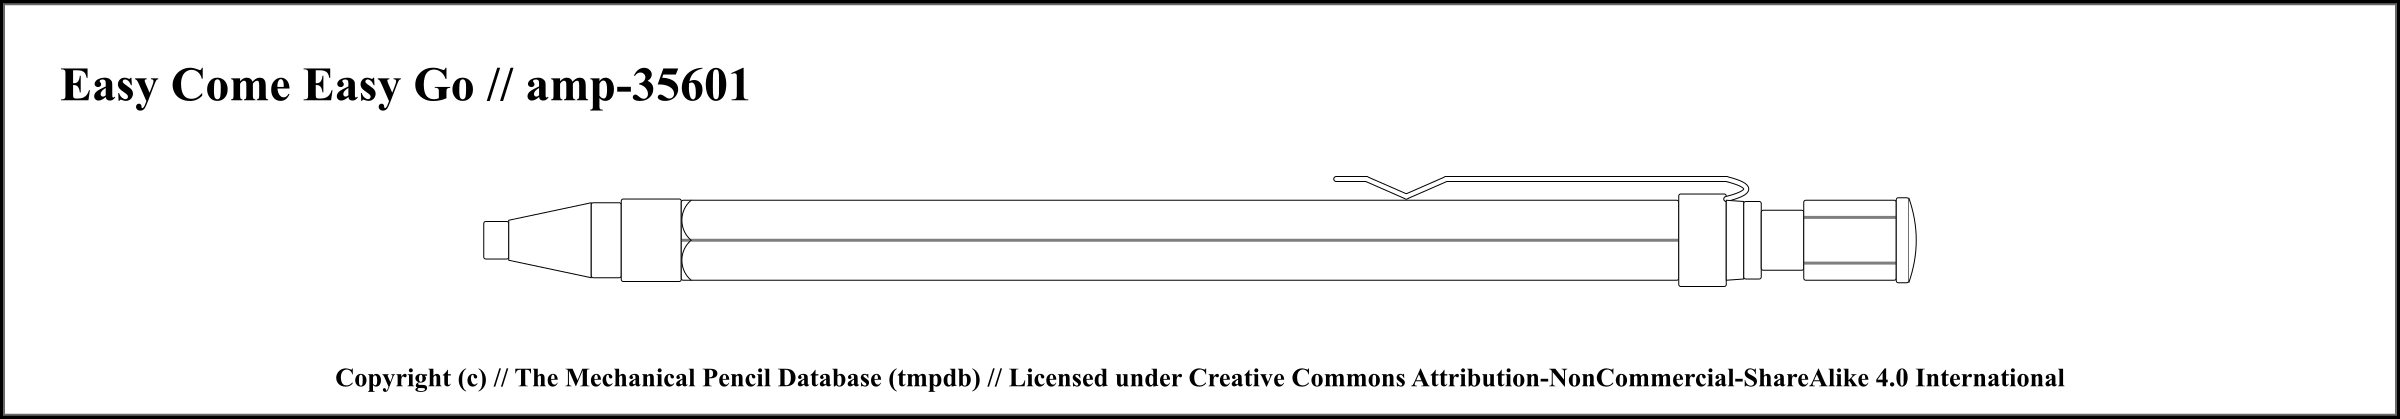 Easy Come Easy Go // amp-35601
Copyright (c) // The Mechanical Pencil Database (tmpdb) // Licensed under Creative Commons Attribution-NonCommercial-ShareAlike 4.0 International